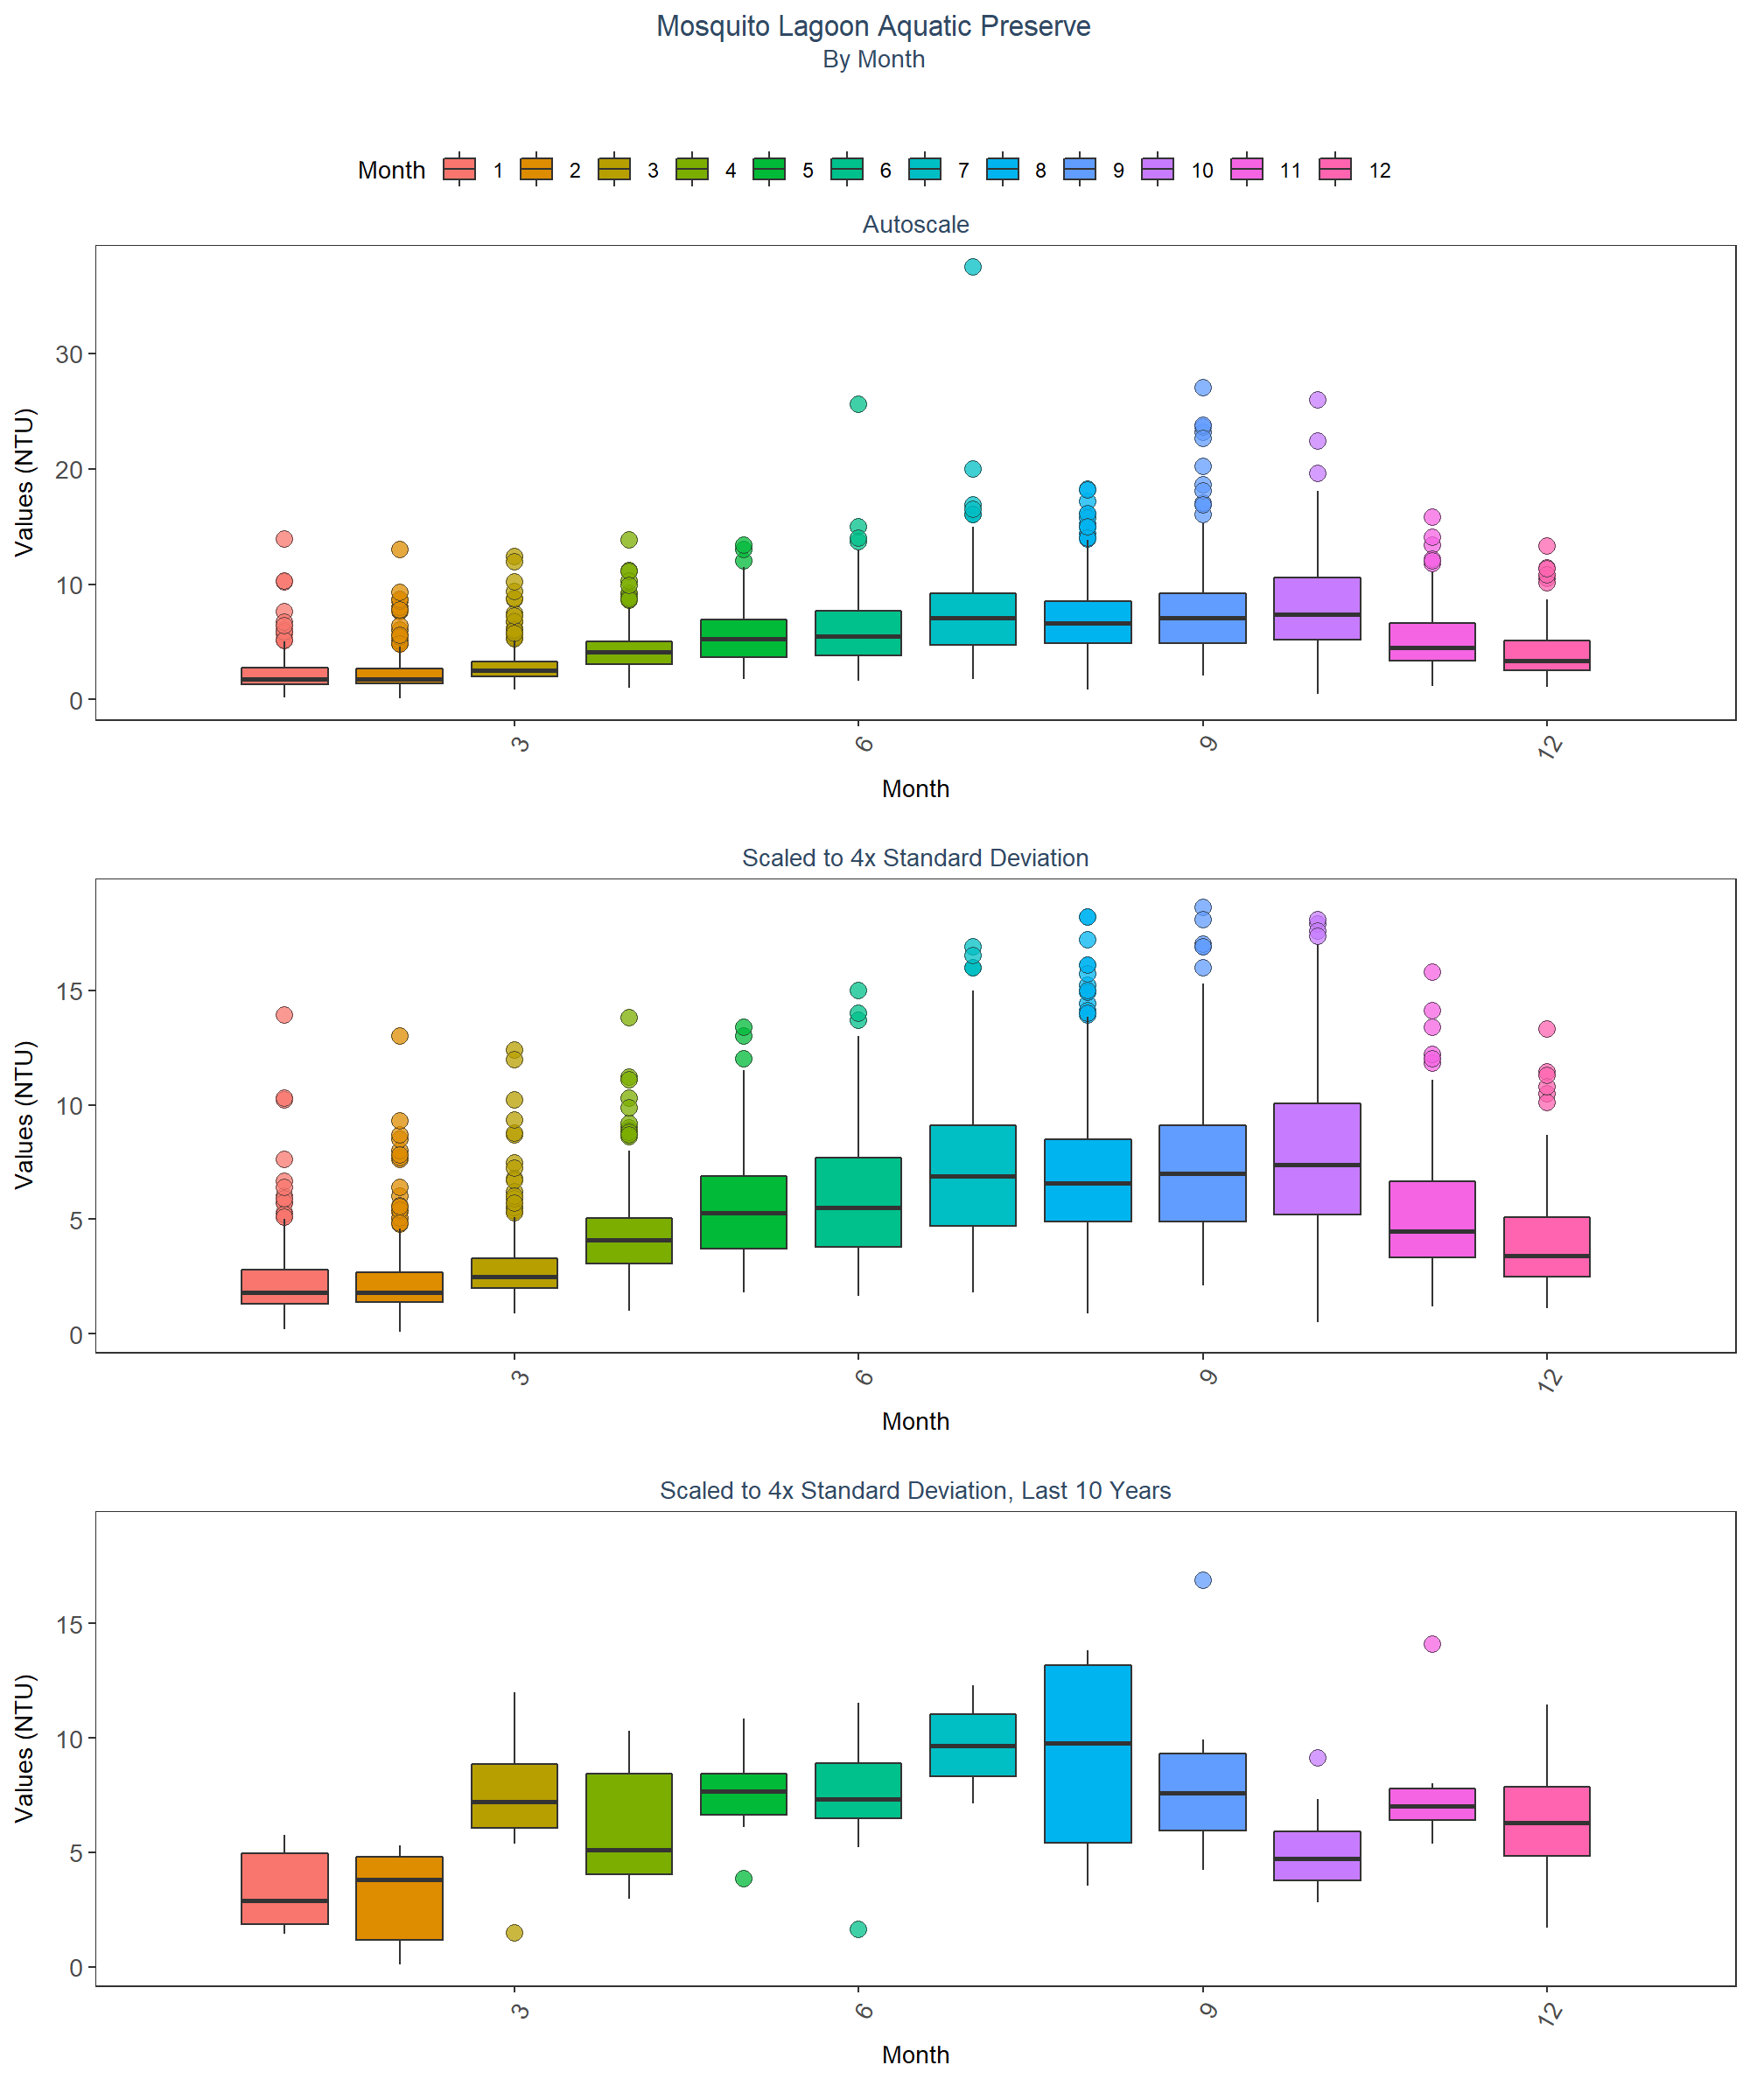 Mosquito Lagoon Aquatic Preserve
By Month
Month 1 2 3 4 5 6 7 8 9 10 11 12
Autoscale
Values (NTU)
30
20
10
0
3 6 9 12
Month
Scaled to 4x Standard Deviation
Values (NTU)
15
10
5
0
3 6 9 12
Month
Scaled to 4x Standard Deviation, Last 10 Years
Values (NTU)
15
10
5
0
3 6 9 12
Month